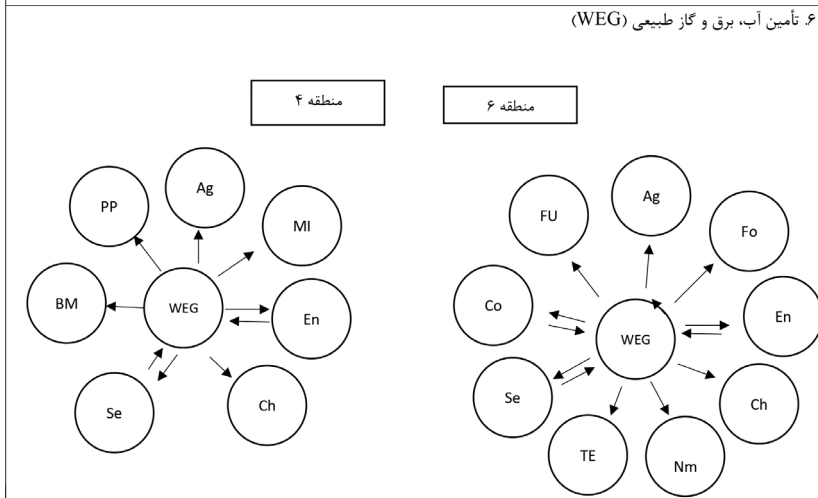 ۶. تأمین آب، برق و گاز طبیعی (WEG)
منطقه ۶
منطقه ۴
Ag
FU
Fo
Co
En
WEG
Se
Ch
TE
Nm
Ag
PP
MI
BM
WEG
En
Se
Ch